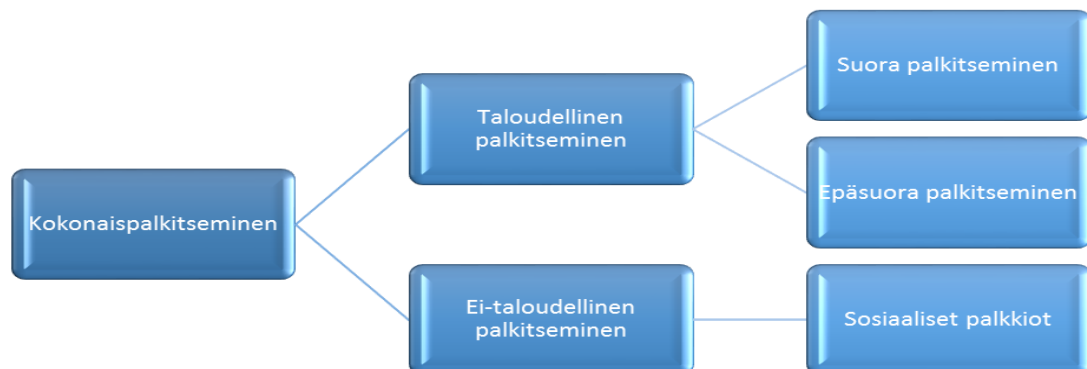 Kokonaispalkitseminen
Taloudellinen
palkitseminen
Suora palkitseminen
Epäsuora palkitseminen
Ei-taloudellinen
palkitseminen
Sosiaaliset palkkiot